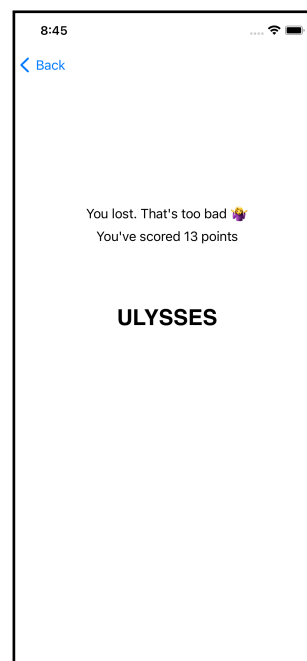 8:45
Back
You lost. That's too bad 🤷‍♀️
You've scored 13 points
ULYSSES